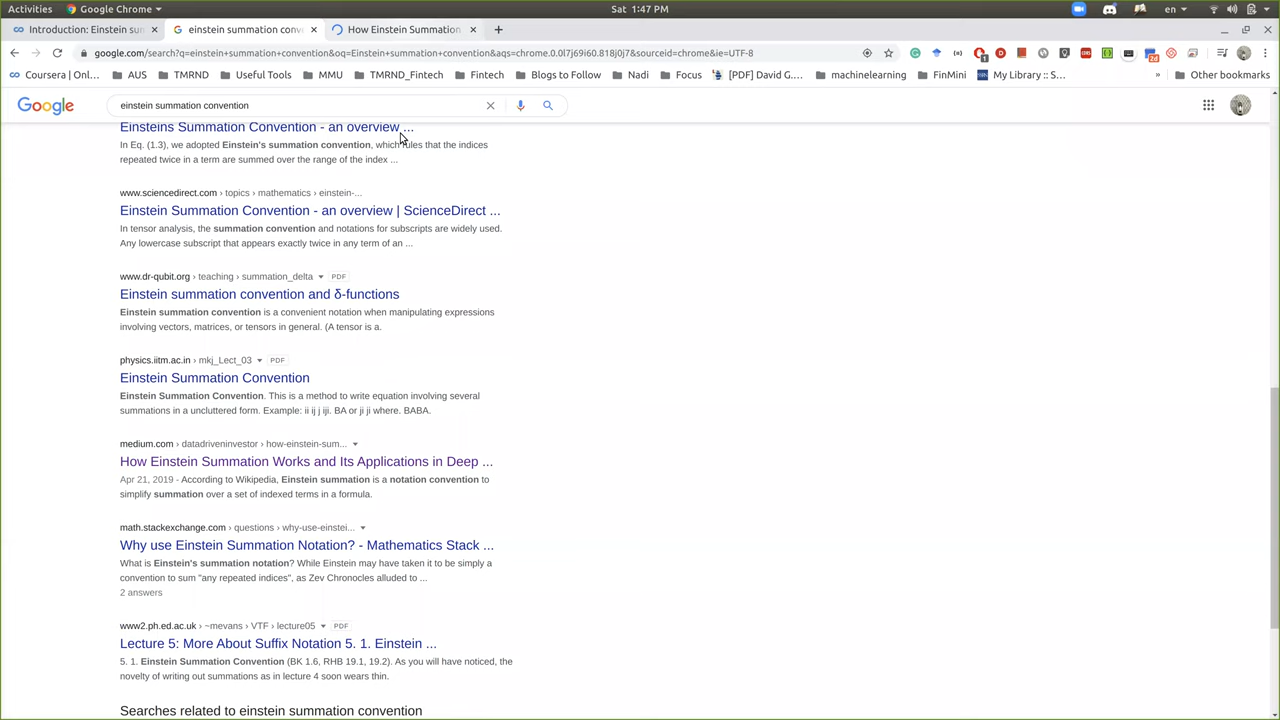 Activities Google Chrome Sat 1:47 PM en
Introduction: Einstein sum × G einstein summation conve × How Einstein Summation × +
google.com/search?q=einstein+summation+convention&oq=Einstein+summation+convention&aqs=chrome.0.0l7j69i60.818j0j7&sourceid=chrome&ie=UTF-8
Coursera | Onl... AUS TMRND Useful Tools MMU TMRND_Fintech Fintech Blogs to Follow Nadi Focus [PDF] David G.... machinelearning FinMini My Library :: S... » Other bookmarks
Google einstein summation convention
Einsteins Summation Convention - an overview ...
In Eq. (1.3), we adopted Einstein's summation convention, which rules that the indices
repeated twice in a term are summed over the range of the index ...
www.sciencedirect.com › topics › mathematics › einstein-...
Einstein Summation Convention - an overview | ScienceDirect ...
In tensor analysis, the summation convention and notations for subscripts are widely used.
Any lowercase subscript that appears exactly twice in any term of an ...
www.dr-qubit.org › teaching › summation_delta PDF
Einstein summation convention and δ-functions
Einstein summation convention is a convenient notation when manipulating expressions
involving vectors, matrices, or tensors in general. (A tensor is a.
physics.iitm.ac.in › mkj_Lect_03 PDF
Einstein Summation Convention
Einstein Summation Convention. This is a method to write equation involving several
summations in a uncluttered form. Example: ii ij j iji. BA or ji ji where. BABA.
medium.com › datadriveninvestor › how-einstein-sum...
How Einstein Summation Works and Its Applications in Deep ...
Apr 21, 2019 - According to Wikipedia, Einstein summation is a notation convention to
simplify summation over a set of indexed terms in a formula.
math.stackexchange.com › questions › why-use-einstei...
Why use Einstein Summation Notation? - Mathematics Stack ...
What is Einstein's summation notation? While Einstein may have taken it to be simply a
convention to sum "any repeated indices", as Zev Chronocles alluded to ...
2 answers
www2.ph.ed.ac.uk › ~mevans › VTF › lecture05 PDF
Lecture 5: More About Suffix Notation 5. 1. Einstein ...
5. 1. Einstein Summation Convention (BK 1.6, RHB 19.1, 19.2). As you will have noticed, the
novelty of writing out summations as in lecture 4 soon wears thin.
Searches related to einstein summation convention